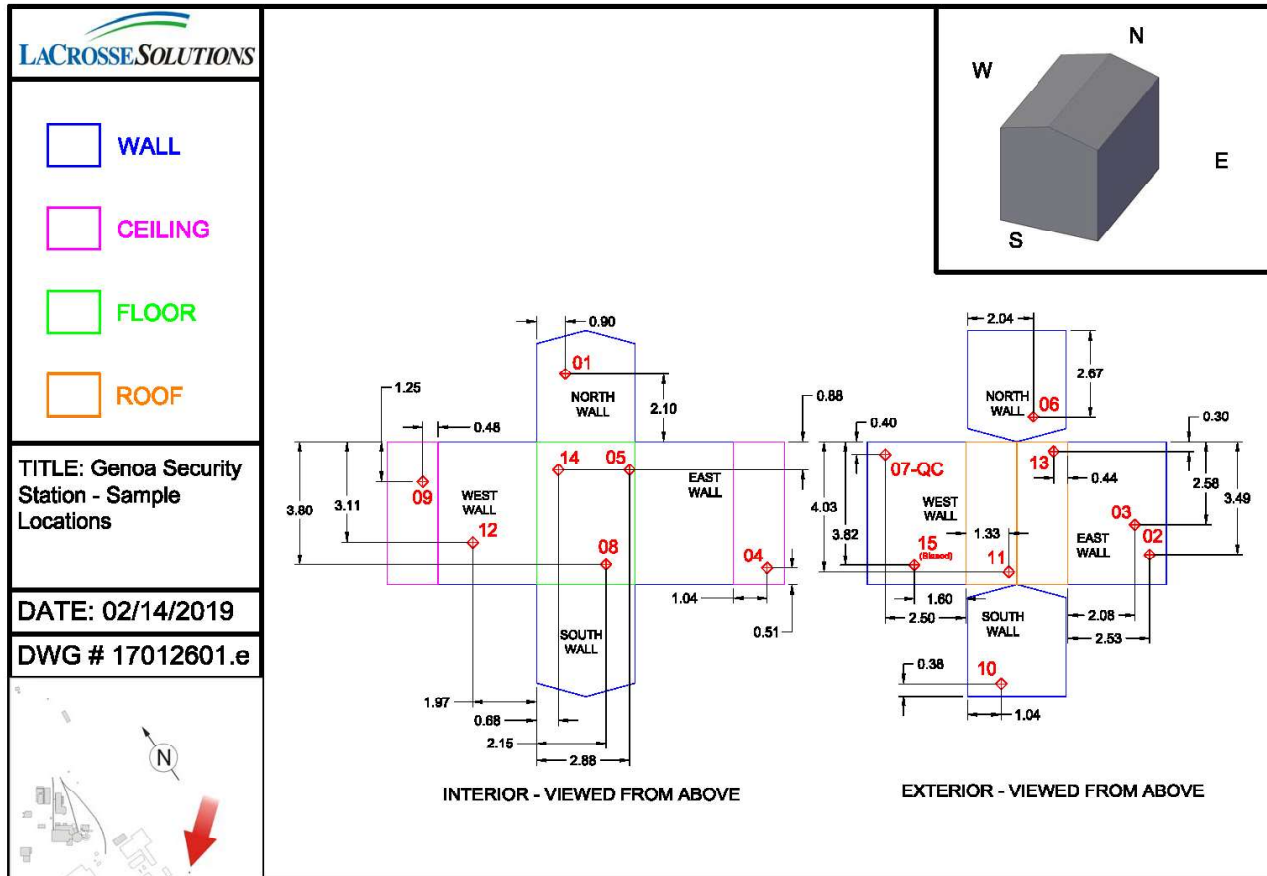 LACROSSESOLUTIONS
WALL
CEILING
FLOOR
ROOF
TITLE: Genoa Security
Station - Sample
Locations
DATE: 02/14/2019
DWG # 17012601.e
N
N
W
E
S
0.90
01
NORTH
WALL
2.10
1.25
0.48
0.88
09
14
05
EAST
WALL
WEST
WALL
3.11
3.80
12
08
04
1.04
0.51
SOUTH
WALL
1.97
0.68
2.15
2.88
INTERIOR - VIEWED FROM ABOVE
2.04
2.67
NORTH
WALL
06
0.40
0.30
07-QC
13
0.44
2.58
3.49
WEST
WALL
4.03
3.82
1.33
03
02
15
(Biased)
11
EAST
WALL
1.60
2.50
2.08
2.53
SOUTH
WALL
0.38
10
1.04
EXTERIOR - VIEWED FROM ABOVE